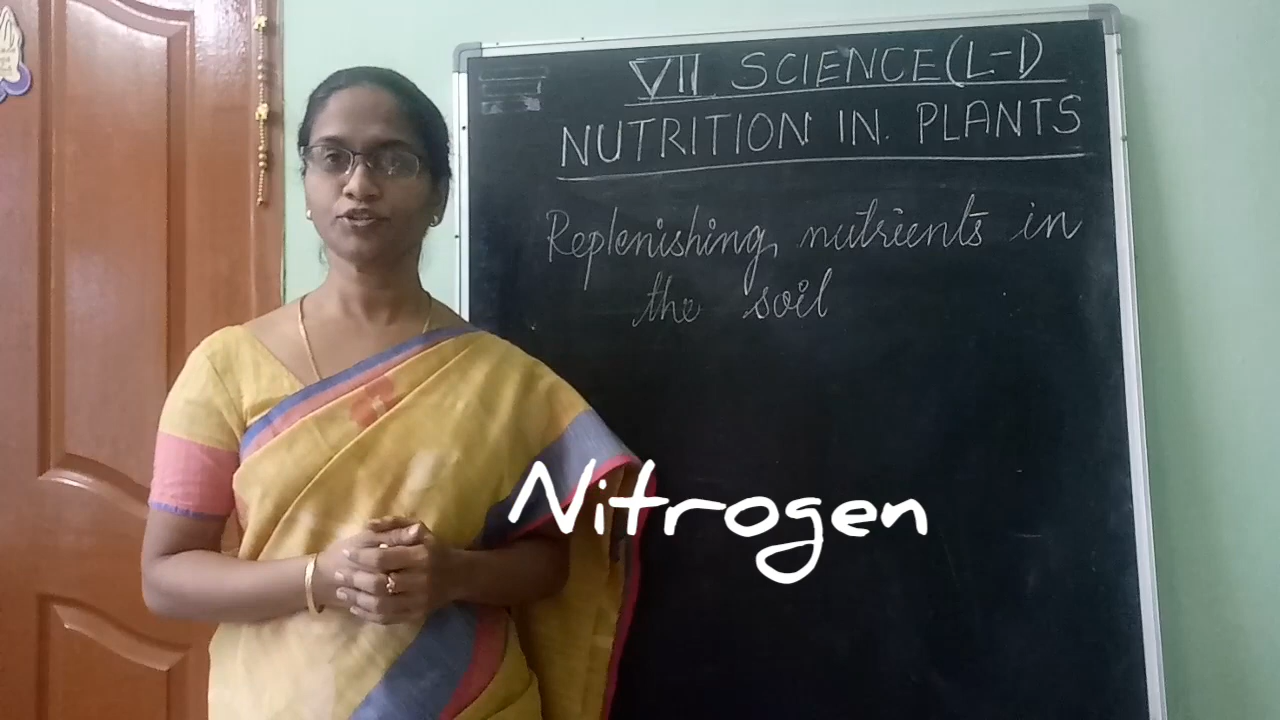 VII SCIENCE(L-1)
NUTRITION IN PLANTS
Replenishing nutrients in
the soil
Nitrogen